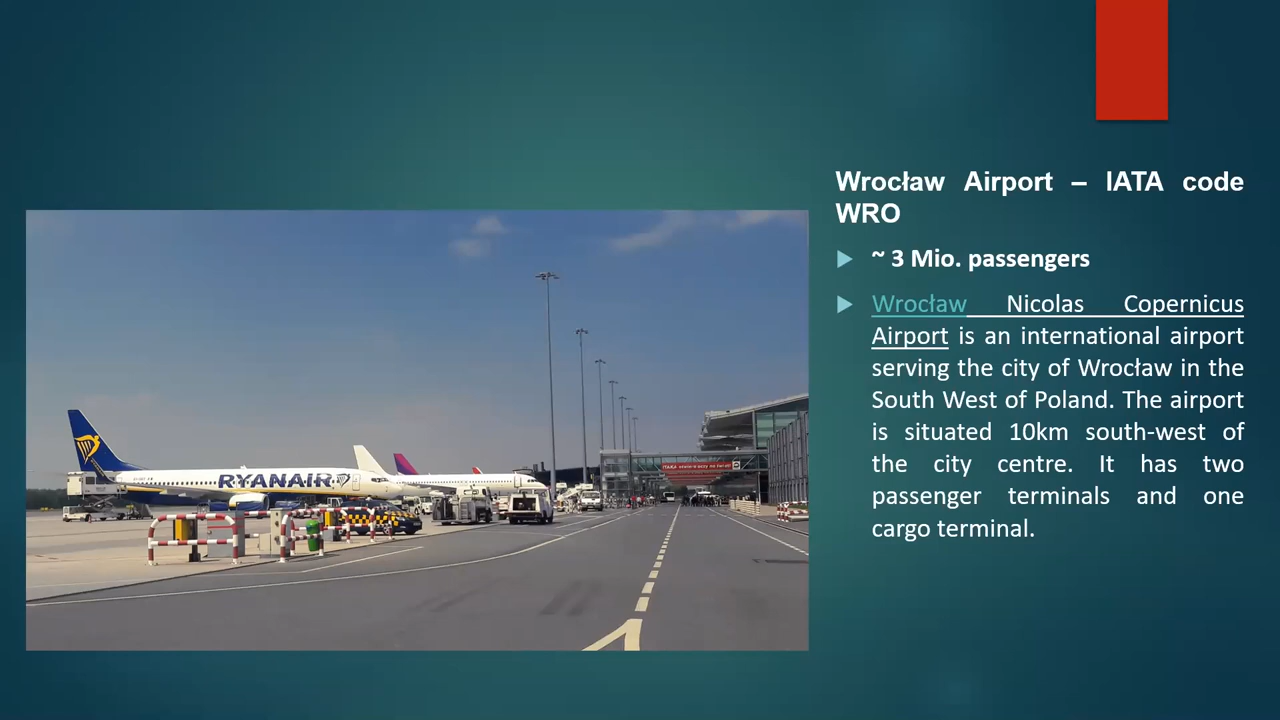 Wrocław Airport – IATA code
WRO
~ 3 Mio. passengers
Wrocław Nicolas Copernicus
Airport is an international airport
serving the city of Wrocław in the
South West of Poland. The airport
is situated 10km south-west of
the city centre. It has two
passenger terminals and one
cargo terminal.
RYANAIR
ITAKA